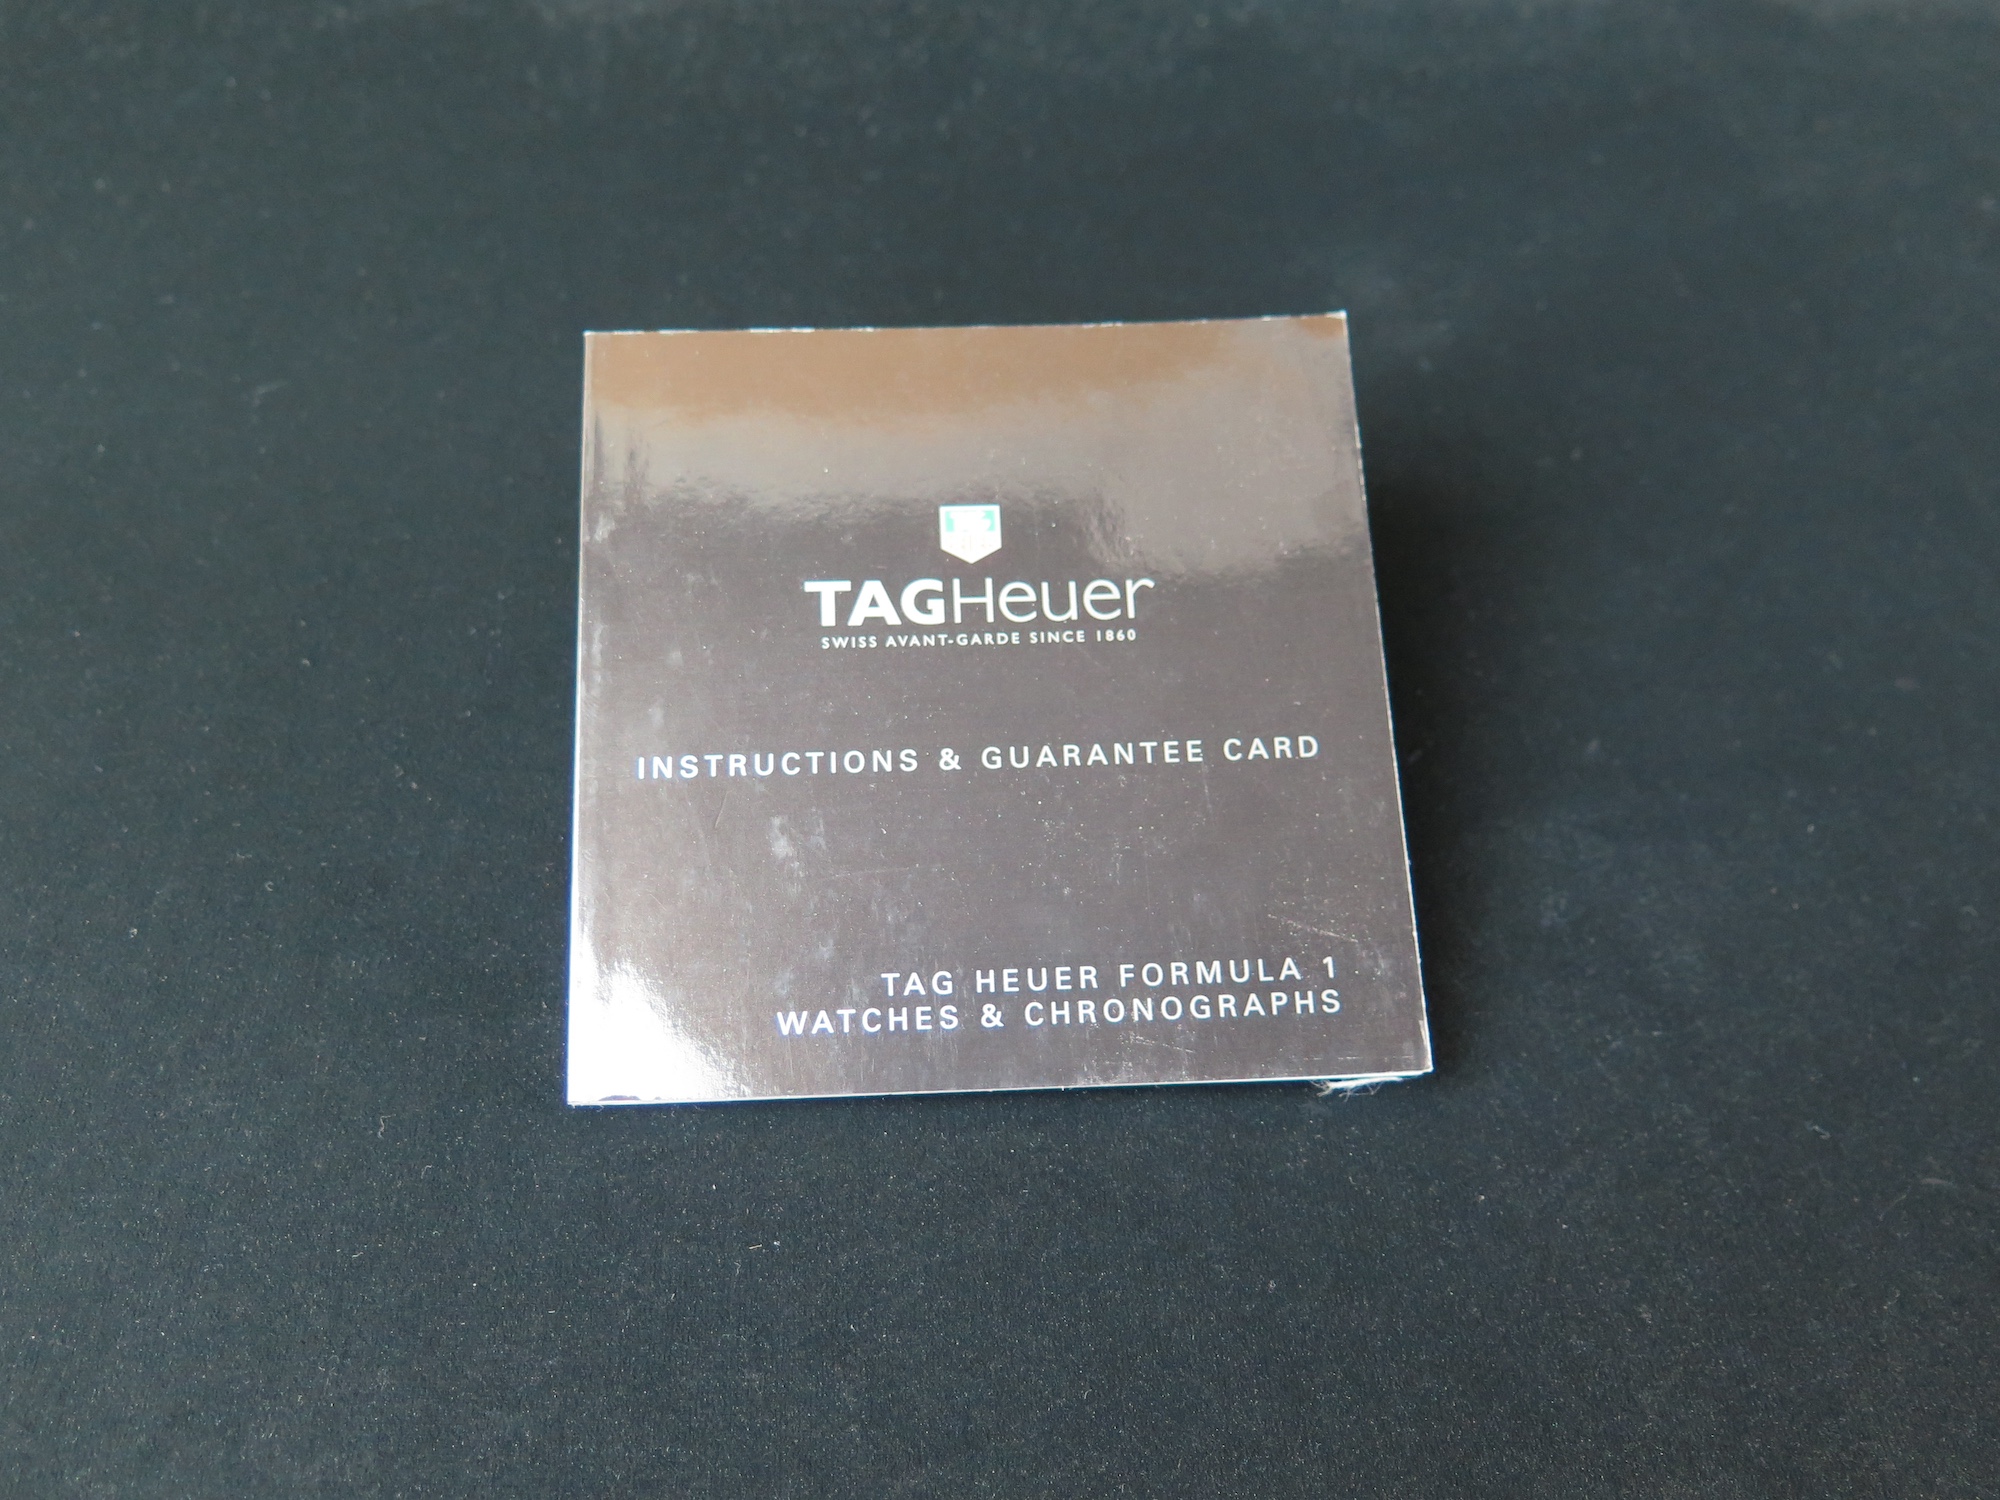 TAGHeuer
SWISS AVANT-GARDE SINCE 1860
INSTRUCTIONS & GUARANTEE CARD
TAG HEUER FORMULA 1
WATCHES & CHRONOGRAPHS